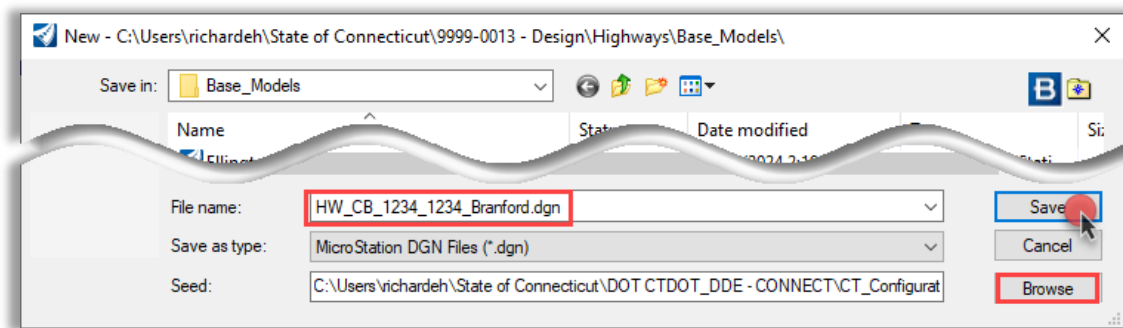 New - C:\Users\richardeh\State of Connecticut\9999-0013 - Design\Highways\Base_Models\
Save in: Base_Models
B
Name Date modified
File name: HW_CB_1234_1234_Branford.dgn Save
Save as type: MicroStation DGN Files (*.dgn) Cancel
Seed: C:\Users\richardeh\State of Connecticut\DOT CTDOT_DDE - CONNECT\CT_Configurat Browse